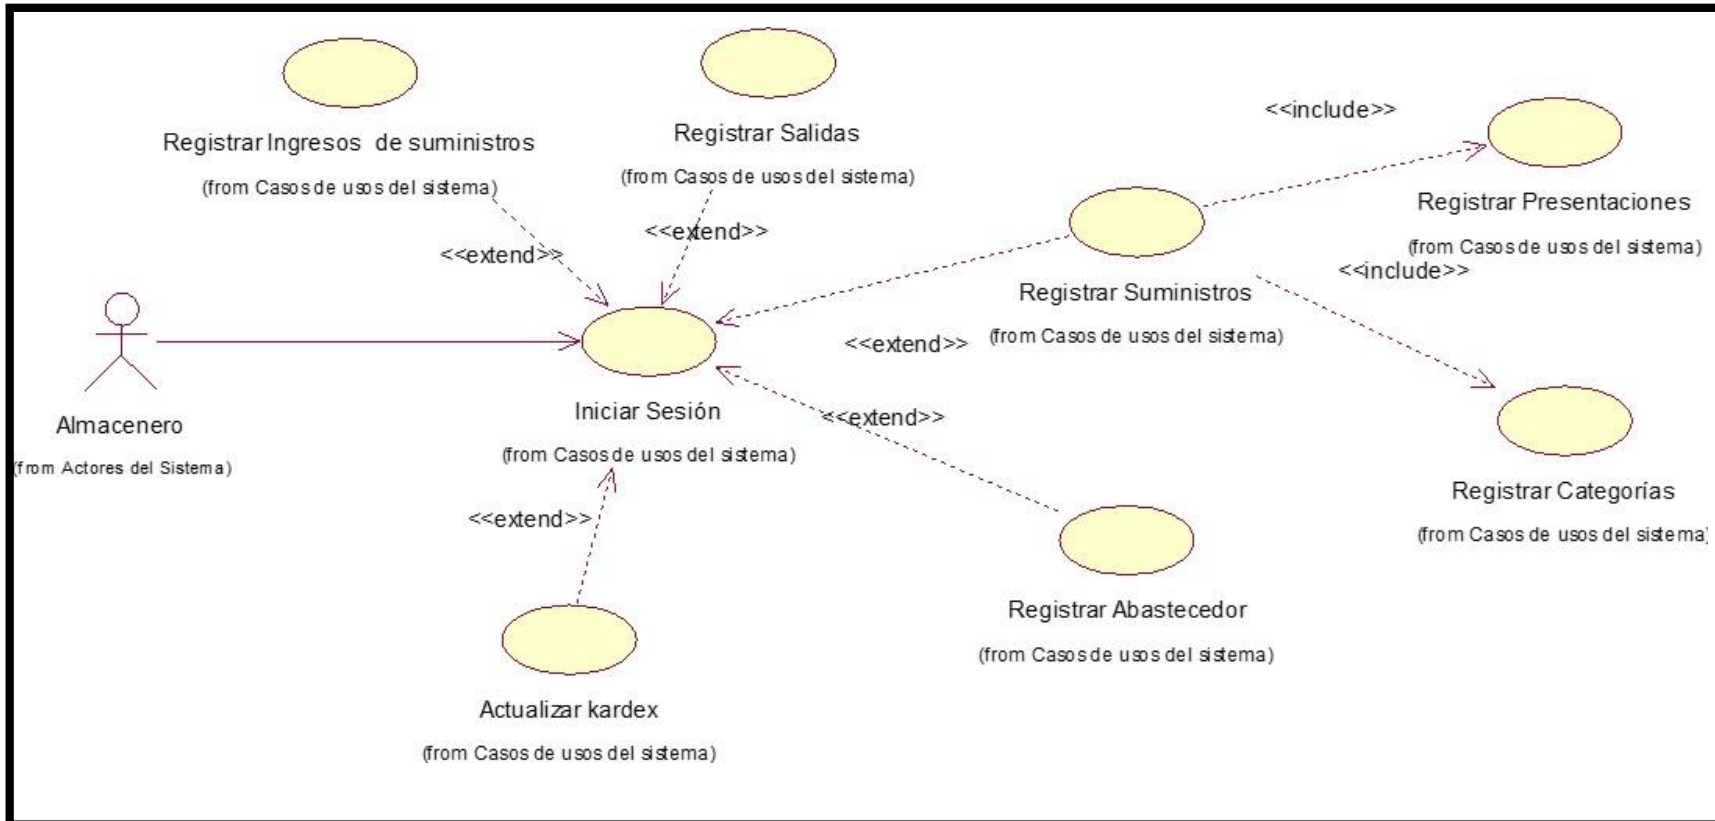 Registrar Ingresos de suministros
(from Casos de usos del sistema)
<<extend>>
Registrar Salidas
(from Casos de usos del sistema)
<<extend>>
<<include>>
Registrar Presentaciones
(from Casos de usos del sistema)
<<include>>
Registrar Suministros
(from Casos de usos del sistema)
<<extend>>
Almacenero
(from Actores del Sistema)
Iniciar Sesión
(from Casos de usos del sistema)
<<extend>>
Registrar Categorías
(from Casos de usos del sistema)
<<extend>>
Registrar Abastecedor
(from Casos de usos del sistema)
Actualizar kardex
(from Casos de usos del sistema)